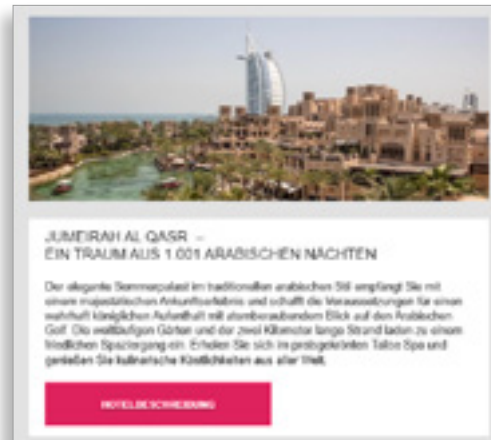 JUMEIRAH AL QASR –
EIN TRAUM AUS 1 001 ARABISCHEN NÄCHTEN
Der elegante Sommerpalast im traditionellen arabischen Stil empfängt Sie mit
einem majestätischen Ankunftserlebnis und schafft die Voraussetzungen für einen
wahrhaft königlichen Aufenthalt mit atemberaubendem Blick auf den Arabischen
Golf. Die weitläufigen Gärten und der zwei Kilometer lange Strand laden zu einem
friedlichen Spaziergang ein. Erholen Sie sich im preisgekrönten Talise Spa und
genießen Sie kulinarische Köstlichkeiten aus aller Welt.
HOTELBESCHREIBUNG